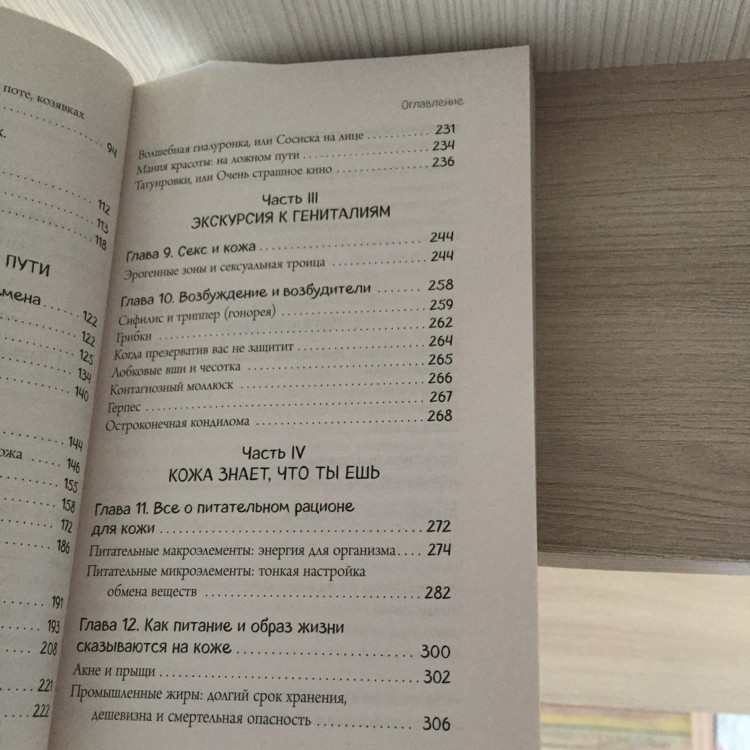 поте, козявках
94
х.
112
113
118
ПУТИ
122
122
125
134
140
144
146
155
158
172
186
191
193
208
221
222
Оглавление
Волшебная гиалуронка, или Сосиска на лице 231
Мания красоты: на ложном пути 234
Татуировки, или Очень страшное кино 236
Часть III
ЭКСКУРСИЯ К ГЕНИТАЛИЯМ
Глава 9. Секс и кожа 244
Эрогенные зоны и сексуальная троица 244
Глава 10. Возбуждение и возбудители 258
Сифилис и триппер (гонорея) 259
Грибки 262
Когда презерватив вас не защитит 264
Лобковые вши и чесотка 265
Контагиозный моллюск 266
Герпес 267
Остроконечная кондилома 268
Часть IV
КОЖА ЗНАЕТ, ЧТО ТЫ ЕШЬ
Глава 11. Все о питательном рационе
для кожи 272
Питательные макроэлементы: энергия для организма 274
Питательные микроэлементы: тонкая настройка
обмена веществ 282
Глава 12. Как питание и образ жизни
сказываются на коже 300
Акне и прыщи 302
Промышленные жиры: долгий срок хранения,
дешевизна и смертельная опасность 306